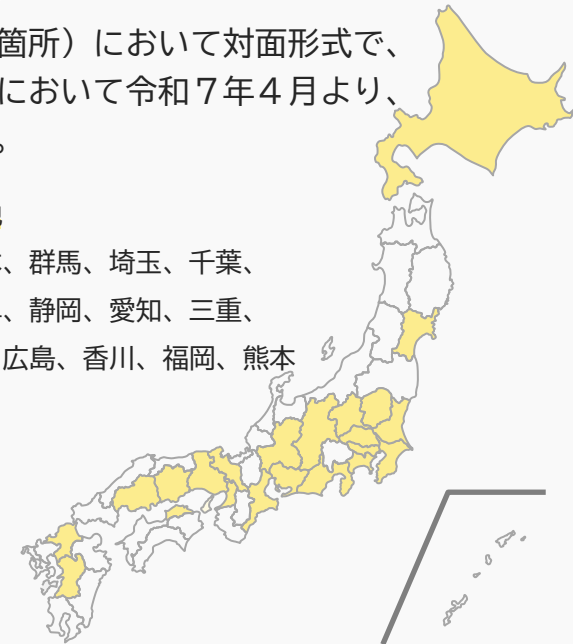 箇所）において対面形式で、
において令和７年４月より、
。
、群馬、埼玉、千葉、
、静岡、愛知、三重、
広島、香川、福岡、熊本